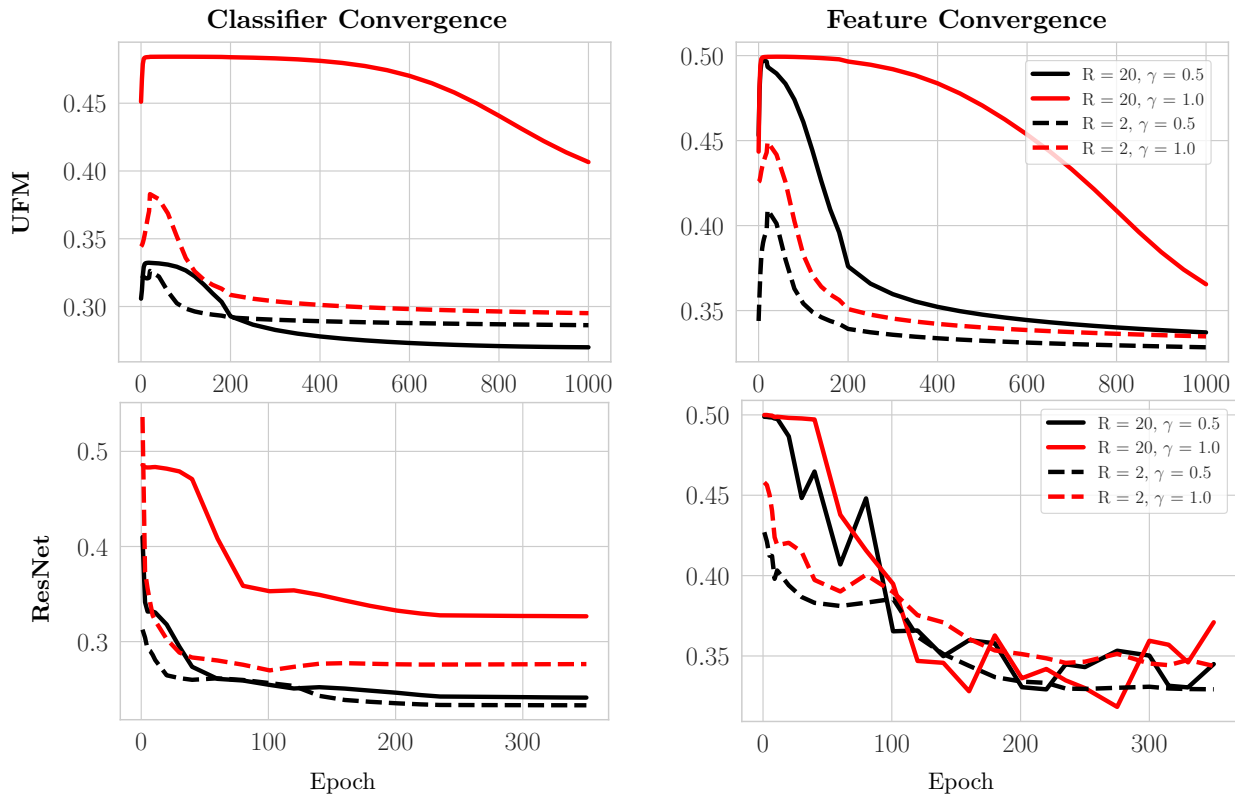 Classifier Convergence
Feature Convergence
UFM
0.45
0.40
0.35
0.30
0
200
400
600
800
1000
0.50
0.45
0.40
0.35
0
200
400
600
800
1000
R = 20, γ = 0.5
R = 20, γ = 1.0
R = 2, γ = 0.5
R = 2, γ = 1.0
ResNet
0.5
0.4
0.3
0
100
200
300
Epoch
0.50
0.45
0.40
0.35
0
100
200
300
Epoch
R = 20, γ = 0.5
R = 20, γ = 1.0
R = 2, γ = 0.5
R = 2, γ = 1.0